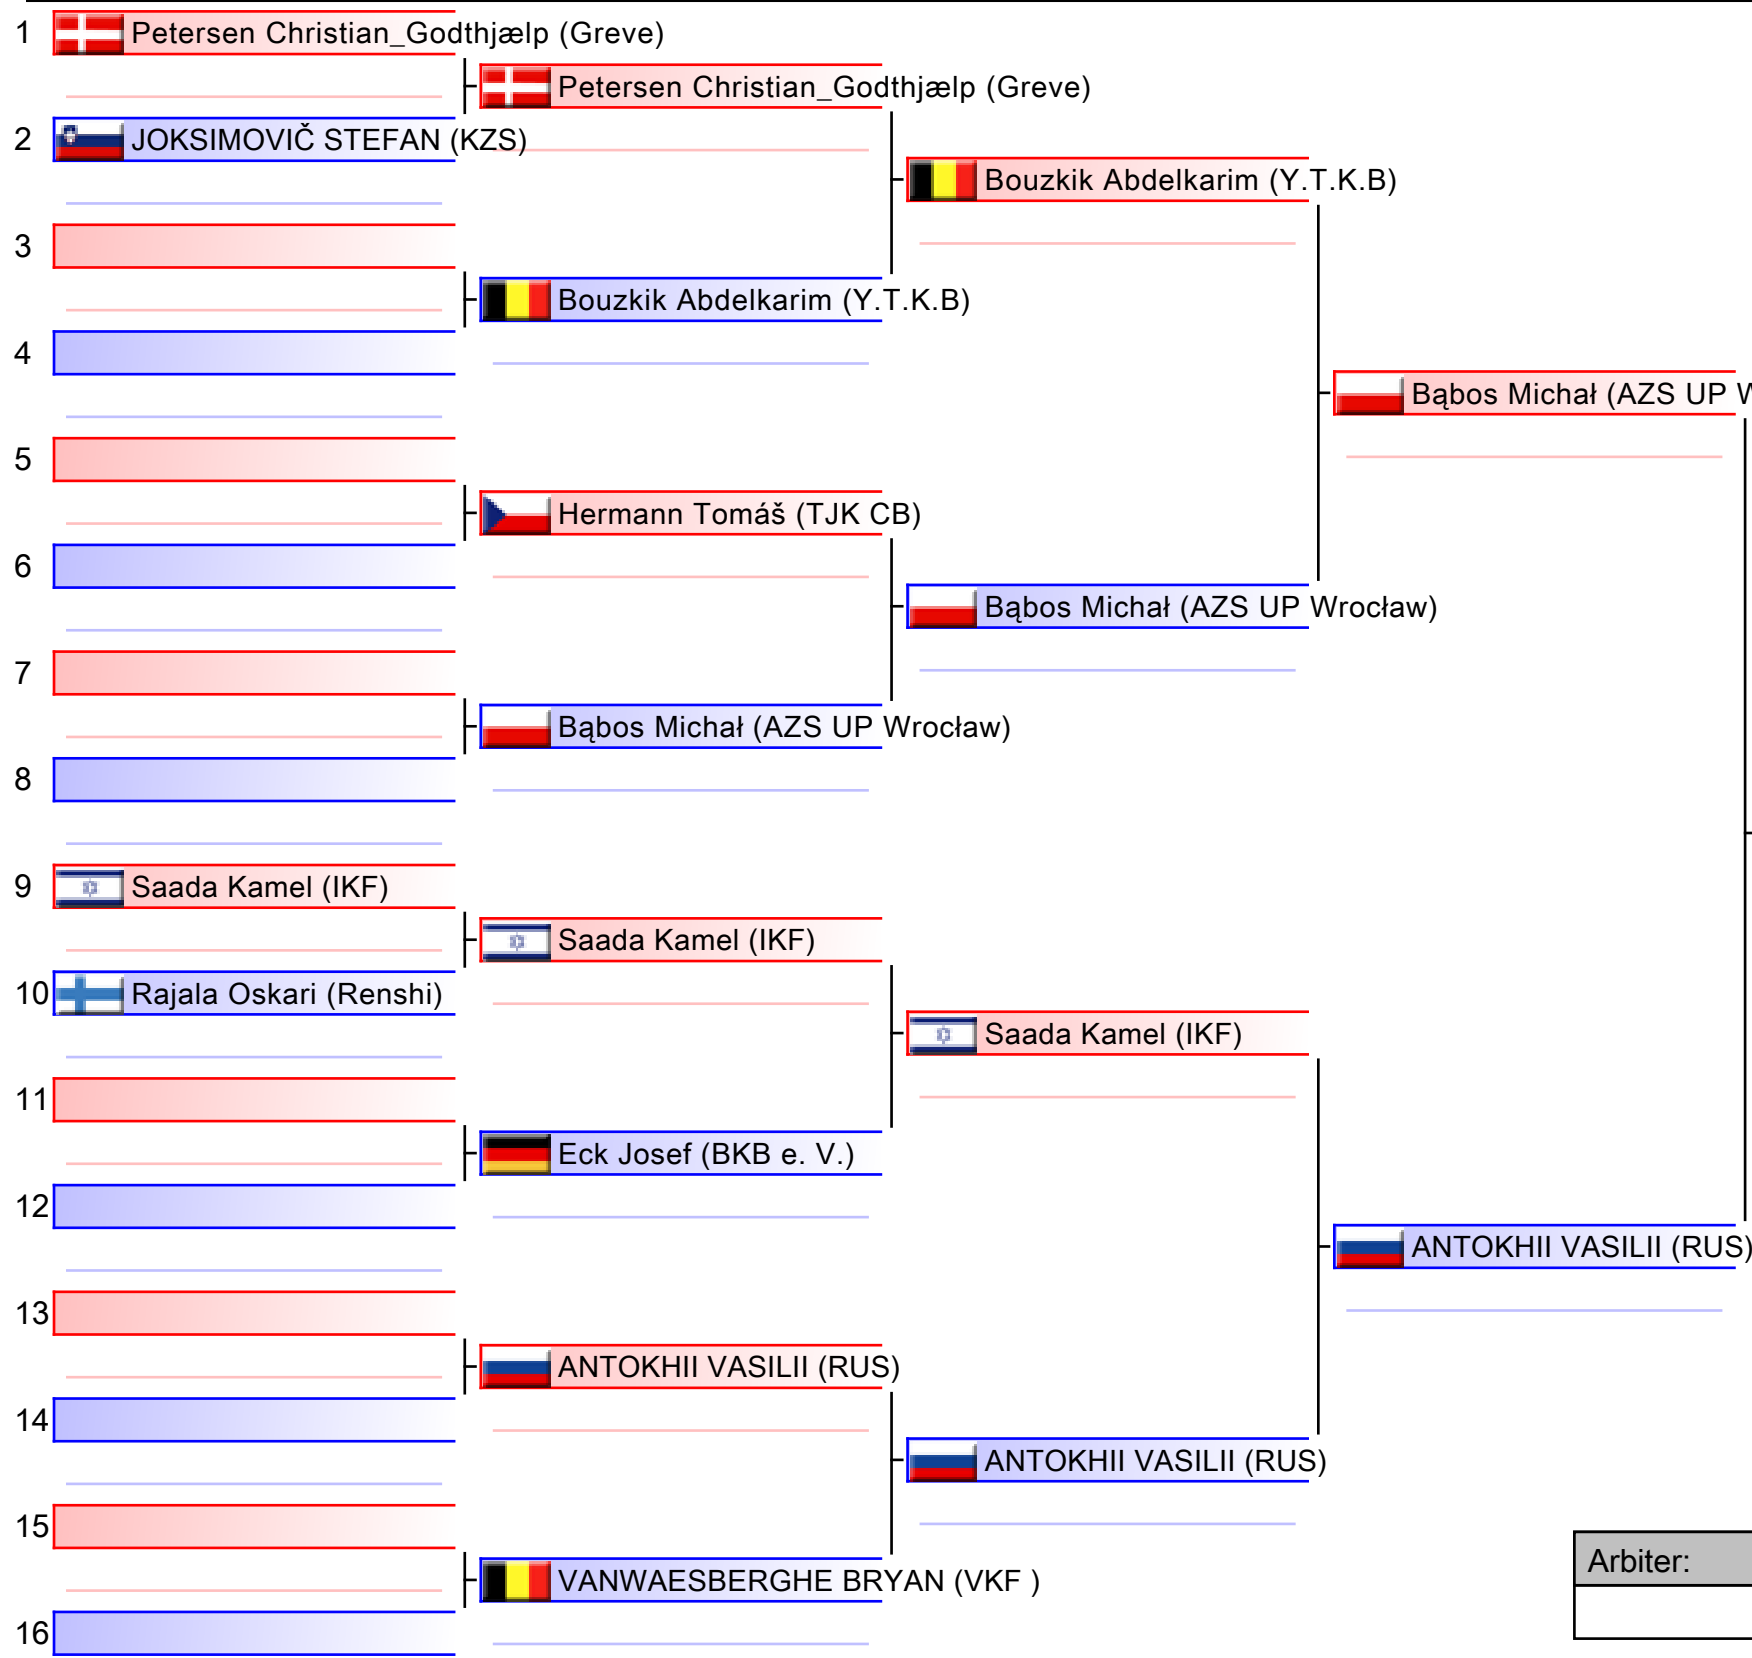 1 Petersen Christian_Godthjælp (Greve)
Petersen Christian_Godthjælp (Greve)
2 JOKSIMOVIČ STEFAN (KZS)
Bouzkik Abdelkarim (Y.T.K.B)
3
Bouzkik Abdelkarim (Y.T.K.B)
4
Bąbos Michał (AZS UP W
5
Hermann Tomáš (TJK CB)
6
Bąbos Michał (AZS UP Wrocław)
7
Bąbos Michał (AZS UP Wrocław)
8
9 Saada Kamel (IKF)
Saada Kamel (IKF)
10 Rajala Oskari (Renshi)
Saada Kamel (IKF)
11
Eck Josef (BKB e. V.)
12
ANTOKHII VASILII (RUS)
13
ANTOKHII VASILII (RUS)
14
ANTOKHII VASILII (RUS)
15
Arbiter:
VANWAESBERGHE BRYAN (VKF )
16